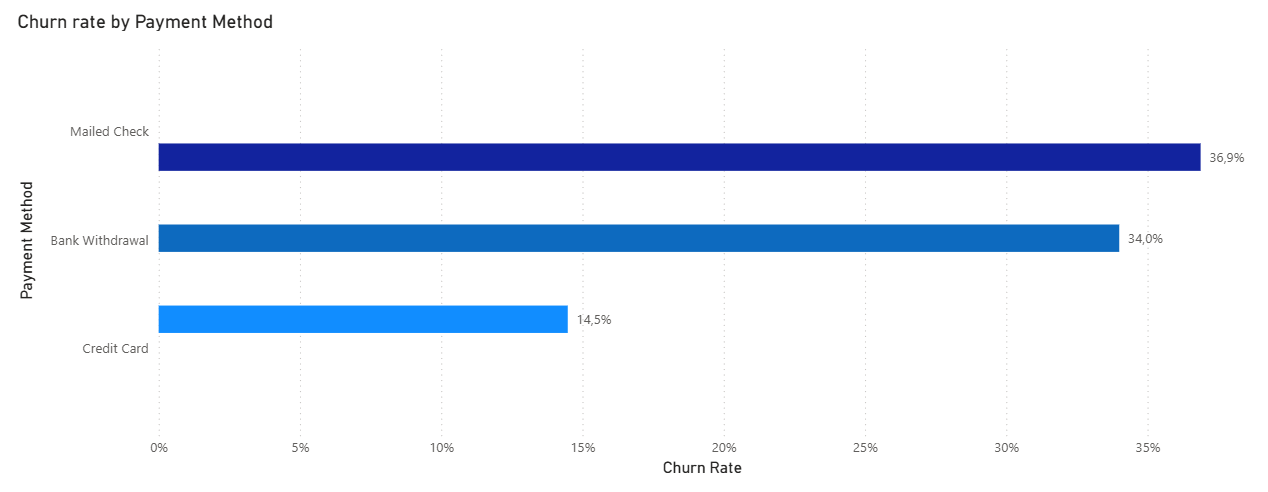 Churn rate by Payment Method
Payment Method
Mailed Check
36,9%
Bank Withdrawal
34,0%
Credit Card
14,5%
0%
5%
10%
15%
20%
25%
30%
35%
Churn Rate